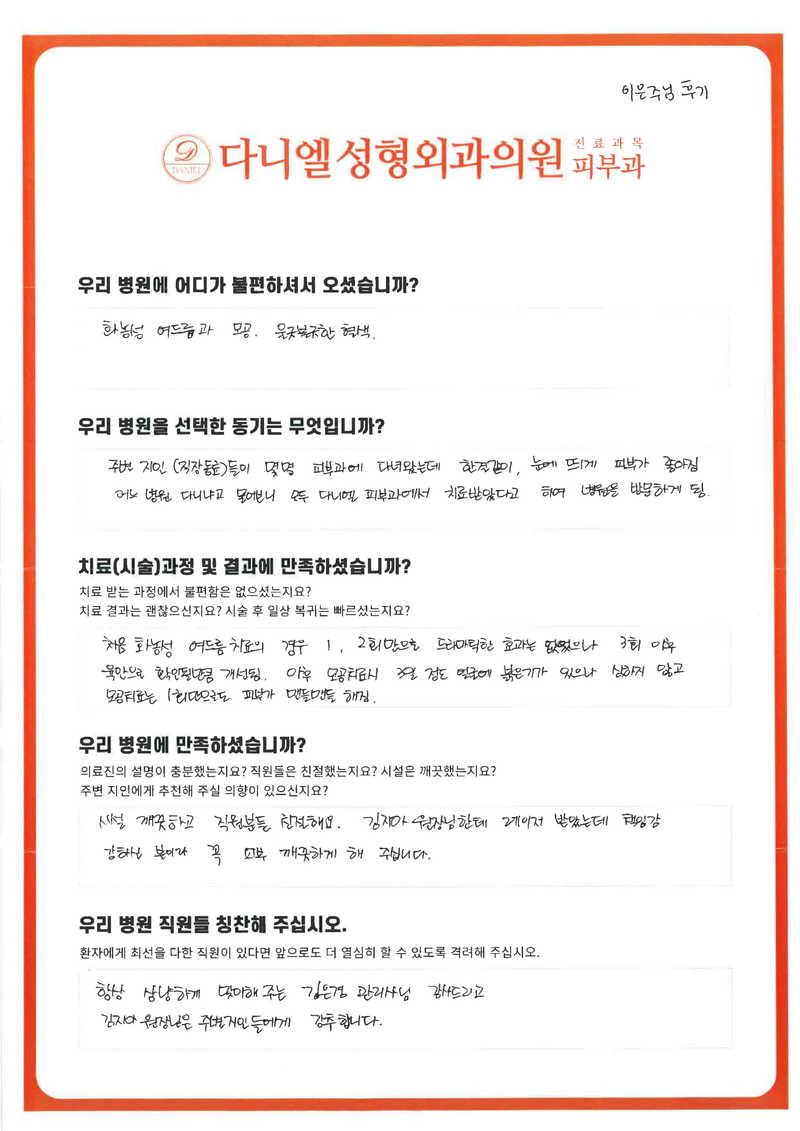 이은주님 후기
DANIEL
다니엘성형외과의원 진료과목 피부과
우리 병원에 어디가 불편하셔서 오셨습니까?
화농성 여드름과 모공. 울긋불긋한 형색.
우리 병원을 선택한 동기는 무엇입니까?
주변 지인 (직장동료)들이 몇명 피부과에 다녀왔는데 한결같이, 눈에 띄게 피부가 좋아짐
어느 병원 다니냐고 물어보니 모두 다니엘 피부과에서 치료받았다고 하여 병원을 방문하게 됨.
치료(시술)과정 및 결과에 만족하셨습니까?
치료 받는 과정에서 불편함은 없으셨는지요?
치료 결과는 괜찮으신지요? 시술 후 일상 복귀는 빠르셨는지요?
처음 화농성 여드름치료의 경우 1, 2회만으로 드라마틱한 효과는 없었으나 3회 이후
육안으로 확인될만큼 개선됨. 이후 모공치료시 3일 정도 얼굴에 붉은기가 있으나 심하지 않고
모공치료는 1회만으로도 피부가 맨들맨들 해짐.
우리 병원에 만족하셨습니까?
의료진의 설명이 충분했는지요? 직원들은 친절했는지요? 시설은 깨끗했는지요?
주변 지인에게 추천해 주실 의향이 있으신지요?
시설 깨끗하고 직원분들 친절해요. 김지아 원장님한테 레이저 받았는데 책임감
강하신 분이라 꼭 피부 깨끗하게 해 주십니다.
우리 병원 직원들 칭찬해 주십시오.
환자에게 최선을 다한 직원이 있다면 앞으로도 더 열심히 할 수 있도록 격려해 주십시오.
항상 상냥하게 맞이해 주는 김은경 관리사님 감사드리고
김지아 원장님은 주변지인들에게 강추합니다.